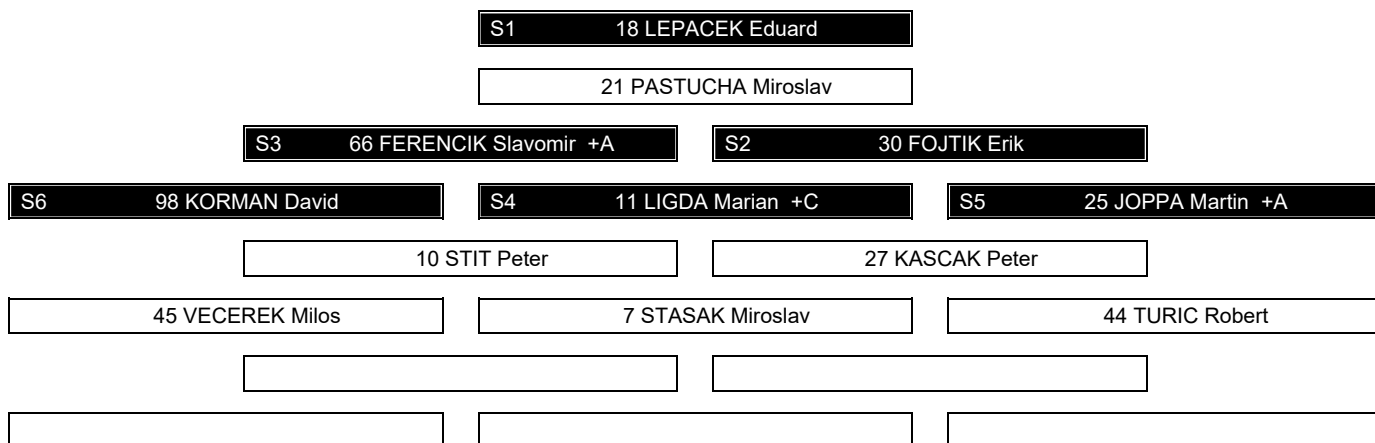 S1 18 LEPACEK Eduard
21 PASTUCHA Miroslav
S3 66 FERENCIK Slavomir +A S2 30 FOJTIK Erik
S6 98 KORMAN David S4 11 LIGDA Marian +C S5 25 JOPPA Martin +A
10 STIT Peter 27 KASCAK Peter
45 VECEREK Milos 7 STASAK Miroslav 44 TURIC Robert